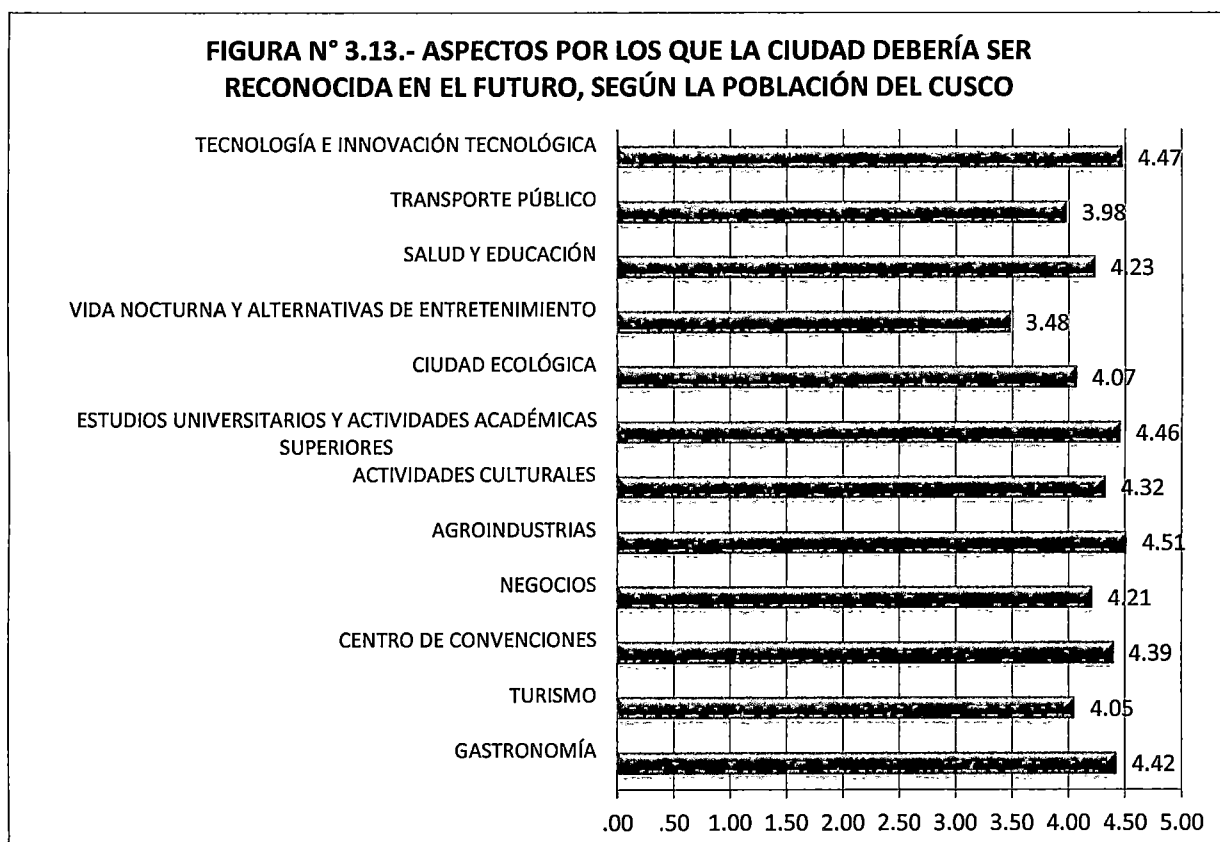 FIGURA N° 3.13.- ASPECTOS POR LOS QUE LA CIUDAD DEBERÍA SER
RECONOCIDA EN EL FUTURO, SEGÚN LA POBLACIÓN DEL CUSCO
TECNOLOGÍA E INNOVACIÓN TECNOLÓGICA 4.47
TRANSPORTE PÚBLICO 3.98
SALUD Y EDUCACIÓN 4.23
VIDA NOCTURNA Y ALTERNATIVAS DE ENTRETENIMIENTO 3.48
CIUDAD ECOLÓGICA 4.07
ESTUDIOS UNIVERSITARIOS Y ACTIVIDADES ACADÉMICAS
SUPERIORES 4.46
ACTIVIDADES CULTURALES 4.32
AGROINDUSTRIAS 4.51
NEGOCIOS 4.21
CENTRO DE CONVENCIONES 4.39
TURISMO 4.05
GASTRONOMÍA 4.42
.00 .50 1.00 1.50 2.00 2.50 3.00 3.50 4.00 4.50 5.00